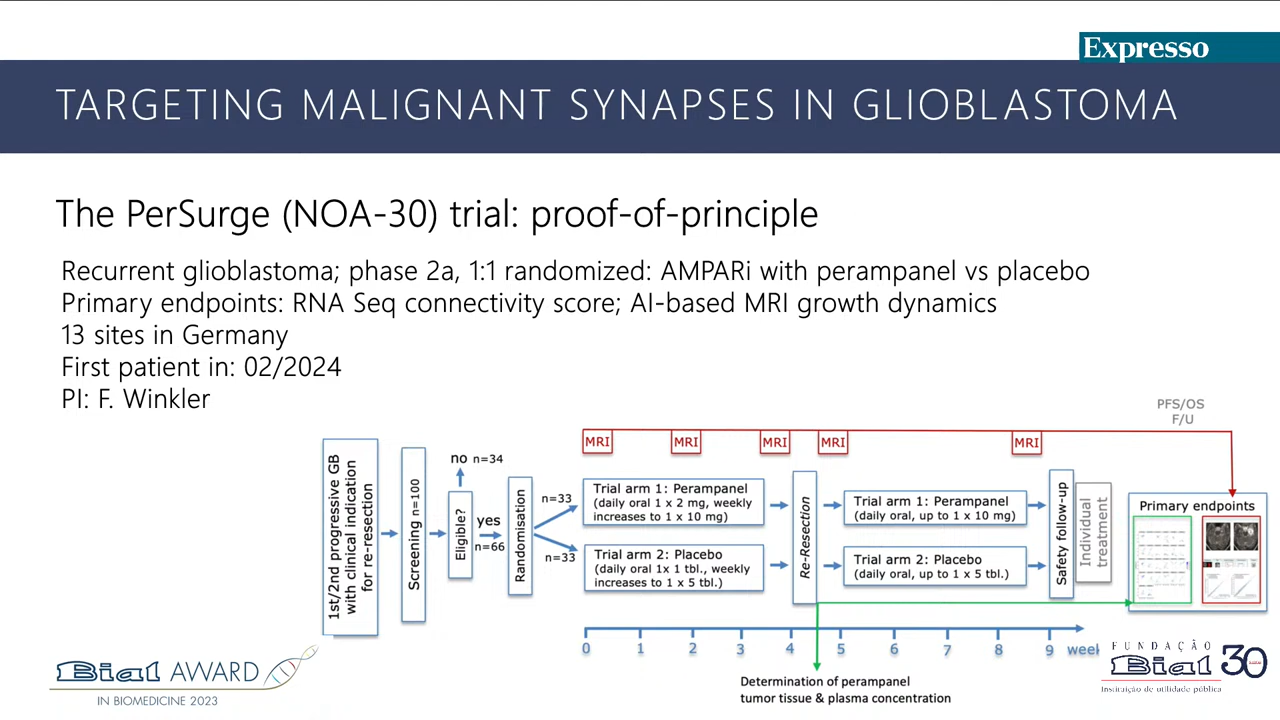 Expresso
TARGETING MALIGNANT SYNAPSES IN GLIOBLASTOMA
The PerSurge (NOA-30) trial: proof-of-principle
Recurrent glioblastoma; phase 2a, 1:1 randomized: AMPARi with perampanel vs placebo
Primary endpoints: RNA Seq connectivity score; AI-based MRI growth dynamics
13 sites in Germany
First patient in: 02/2024
PI: F. Winkler
PFS/OS
F/U
MRI
MRI
MRI
MRI
MRI
1st/2nd progressive GB
with clinical indication
for re-resection
Screening n=100
no n=34
Eligible?
yes
n=66
Randomisation
n=33
n=33
Trial arm 1: Perampanel
(daily oral 1 x 2 mg, weekly
increases to 1 x 10 mg)
Trial arm 2: Placebo
(daily oral 1x 1 tbl., weekly
increases to 1 x 5 tbl.)
Re-Resection
Trial arm 1: Perampanel
(daily oral, up to 1 x 10 mg)
Trial arm 2: Placebo
(daily oral, up to 1 x 5 tbl.)
Safety follow-up
Individual
treatment
Primary endpoints
0 1 2 3 4 5 6 7 8 9 week
Determination of perampanel
tumor tissue & plasma concentration
Bial AWARD
IN BIOMEDICINE 2023
FUNDAÇÃO
Bial 30
Instituição de utilidade pública